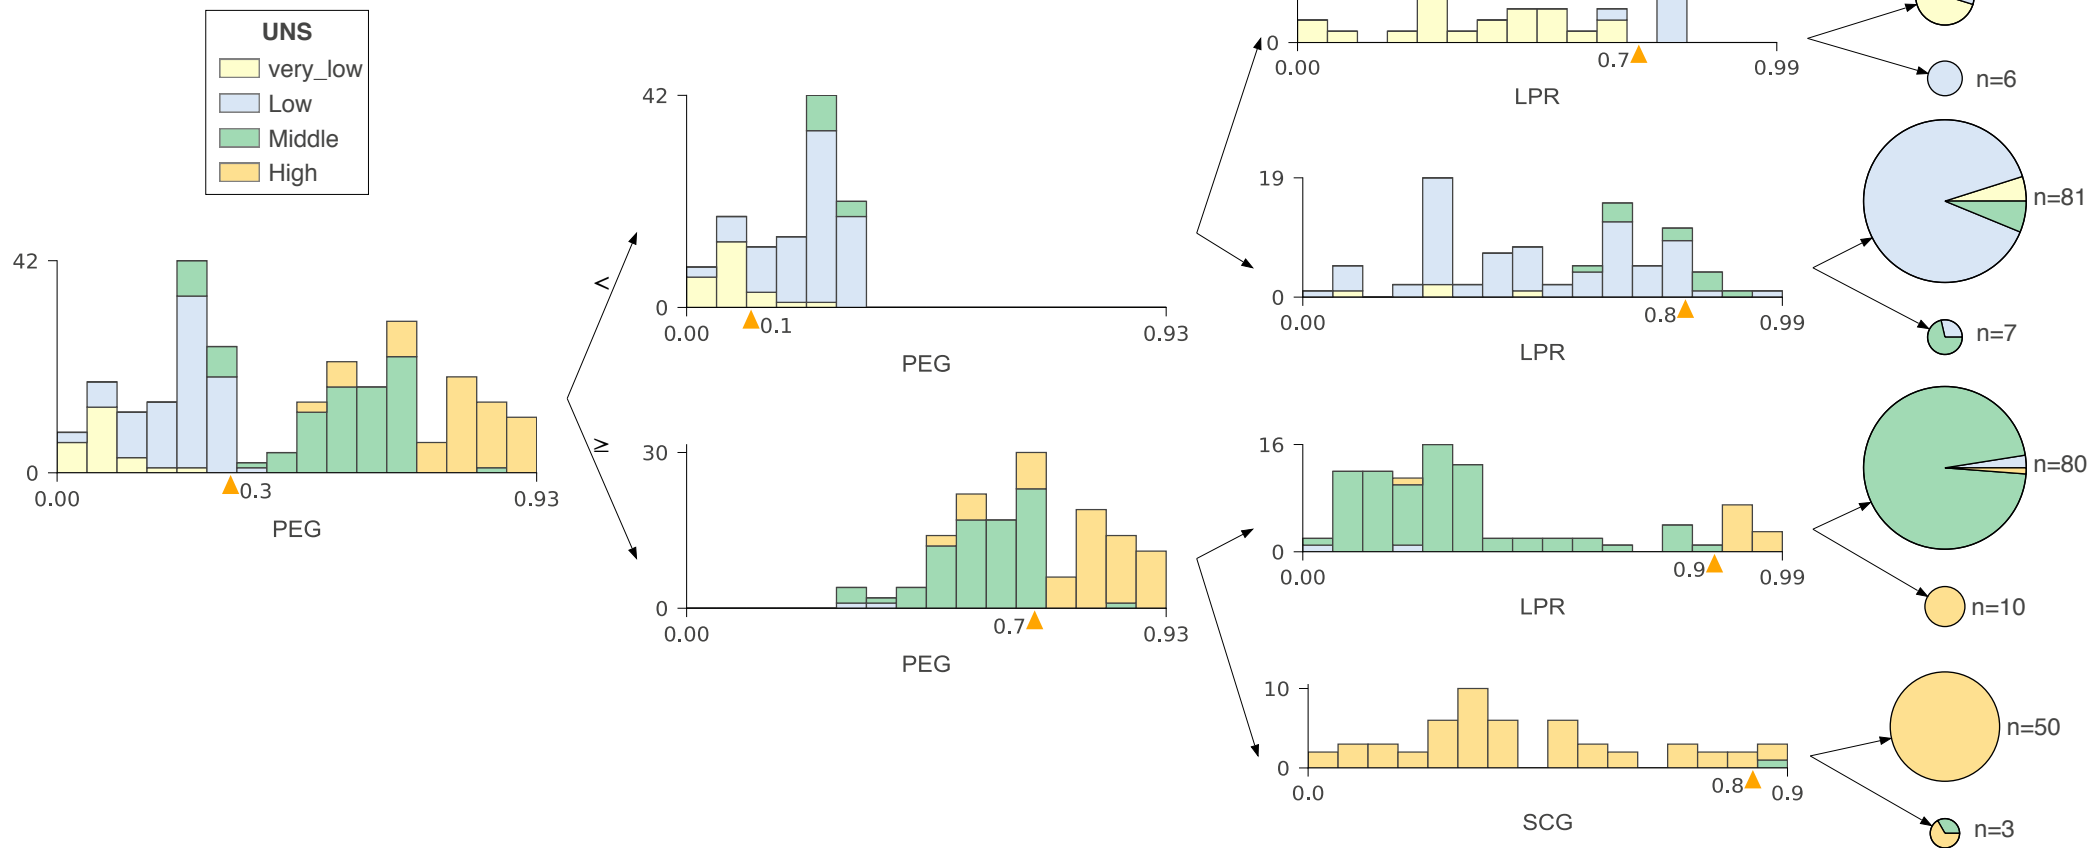 UNS
very_low
Low
Middle
High
42
0
0.00
0.3
0.93
PEG
<
≥
42
0
0.00
0.1
0.93
PEG
30
0
0.00
0.7
0.93
PEG
0
0.00
0.7
0.99
LPR
n=6
19
0
0.00
0.8
0.99
LPR
n=81
n=7
16
0
0.00
0.9
0.99
LPR
n=80
n=10
10
0
0.0
0.8
0.9
SCG
n=50
n=3